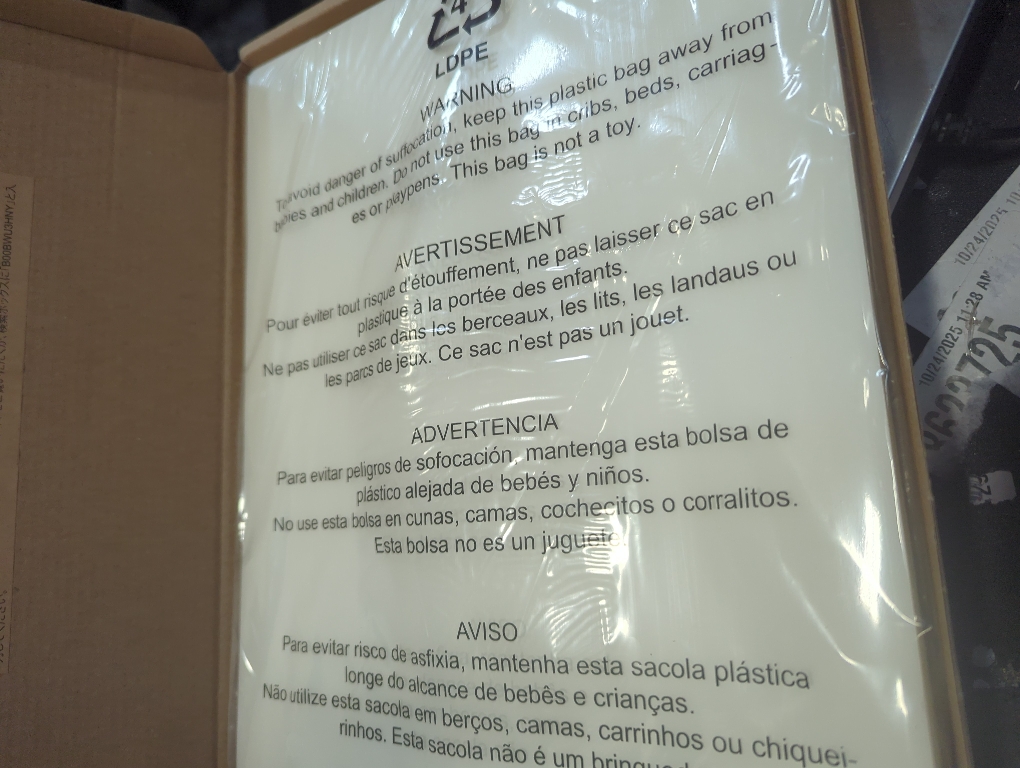 4
LDPE
WARNING
To avoid danger of suffocation, keep this plastic bag away from
babies and children. Do not use this bag in cribs, beds, carriag-
es or playpens. This bag is not a toy.
AVERTISSEMENT
Pour éviter tout risque d'étouffement, ne pas laisser ce sac en
plastique à la portée des enfants.
Ne pas utiliser ce sac dans les berceaux, les lits, les landaus ou
les parcs de jeux. Ce sac n'est pas un jouet.
ADVERTENCIA
Para evitar peligros de sofocación, mantenga esta bolsa de
plástico alejada de bebés y niños.
No use esta bolsa en cunas, camas, cochecitos o corralitos.
Esta bolsa no es un juguete.
AVISO
Para evitar risco de asfixia, mantenha esta sacola plástica
longe do alcance de bebês e crianças.
Não utilize esta sacola em berços, camas, carrinhos ou chiquei-
rinhos. Esta sacola não é um
10/24/2025 10
10/24/2025 11:28 AM